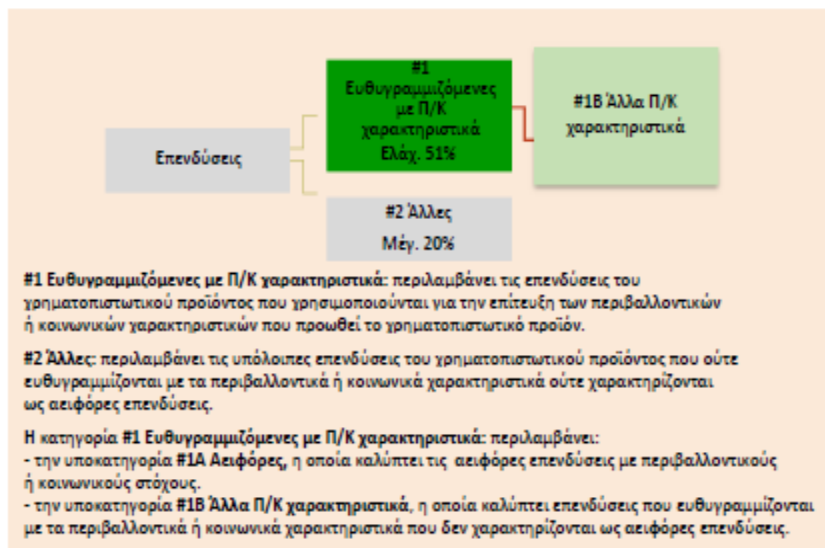 #1
Ευθυγραμμιζόμενες
με Π/Κ
χαρακτηριστικά
Ελάχ. 51%
#1B Άλλα Π/Κ
χαρακτηριστικά
Επενδύσεις
#2 Άλλες
Μέγ. 20%
#1 Ευθυγραμμιζόμενες με Π/Κ χαρακτηριστικά: περιλαμβάνει τις επενδύσεις του
χρηματοπιστωτικού προϊόντος που χρησιμοποιούνται για την επίτευξη των περιβαλλοντικών
ή κοινωνικών χαρακτηριστικών που προωθεί το χρηματοπιστωτικό προϊόν.
#2 Άλλες: περιλαμβάνει τις υπόλοιπες επενδύσεις του χρηματοπιστωτικού προϊόντος που ούτε
ευθυγραμμίζονται με τα περιβαλλοντικά ή κοινωνικά χαρακτηριστικά ούτε χαρακτηρίζονται
ως αειφόρες επενδύσεις.
Η κατηγορία #1 Ευθυγραμμιζόμενες με Π/Κ χαρακτηριστικά: περιλαμβάνει:
- την υποκατηγορία #1A Αειφόρες, η οποία καλύπτει τις αειφόρες επενδύσεις με περιβαλλοντικούς
ή κοινωνικούς στόχους.
- την υποκατηγορία #1B Άλλα Π/Κ χαρακτηριστικά, η οποία καλύπτει επενδύσεις που ευθυγραμμίζονται
με τα περιβαλλοντικά ή κοινωνικά χαρακτηριστικά που δεν χαρακτηρίζονται ως αειφόρες επενδύσεις.